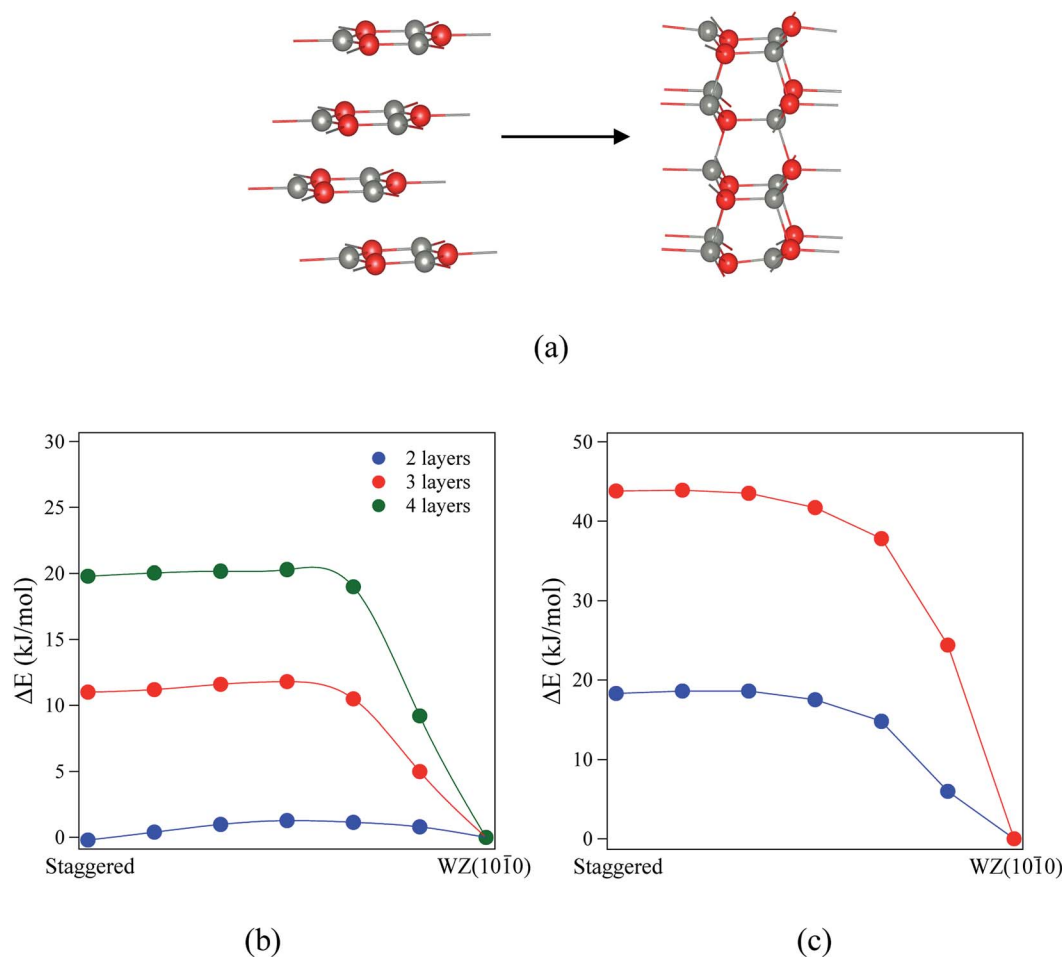 (a)
30
25
20
15
10
5
0
ΔE (kJ/mol)
2 layers
3 layers
4 layers
Staggered
WZ(101̄0)
(b)
50
40
30
20
10
0
ΔE (kJ/mol)
Staggered
WZ(101̄0)
(c)